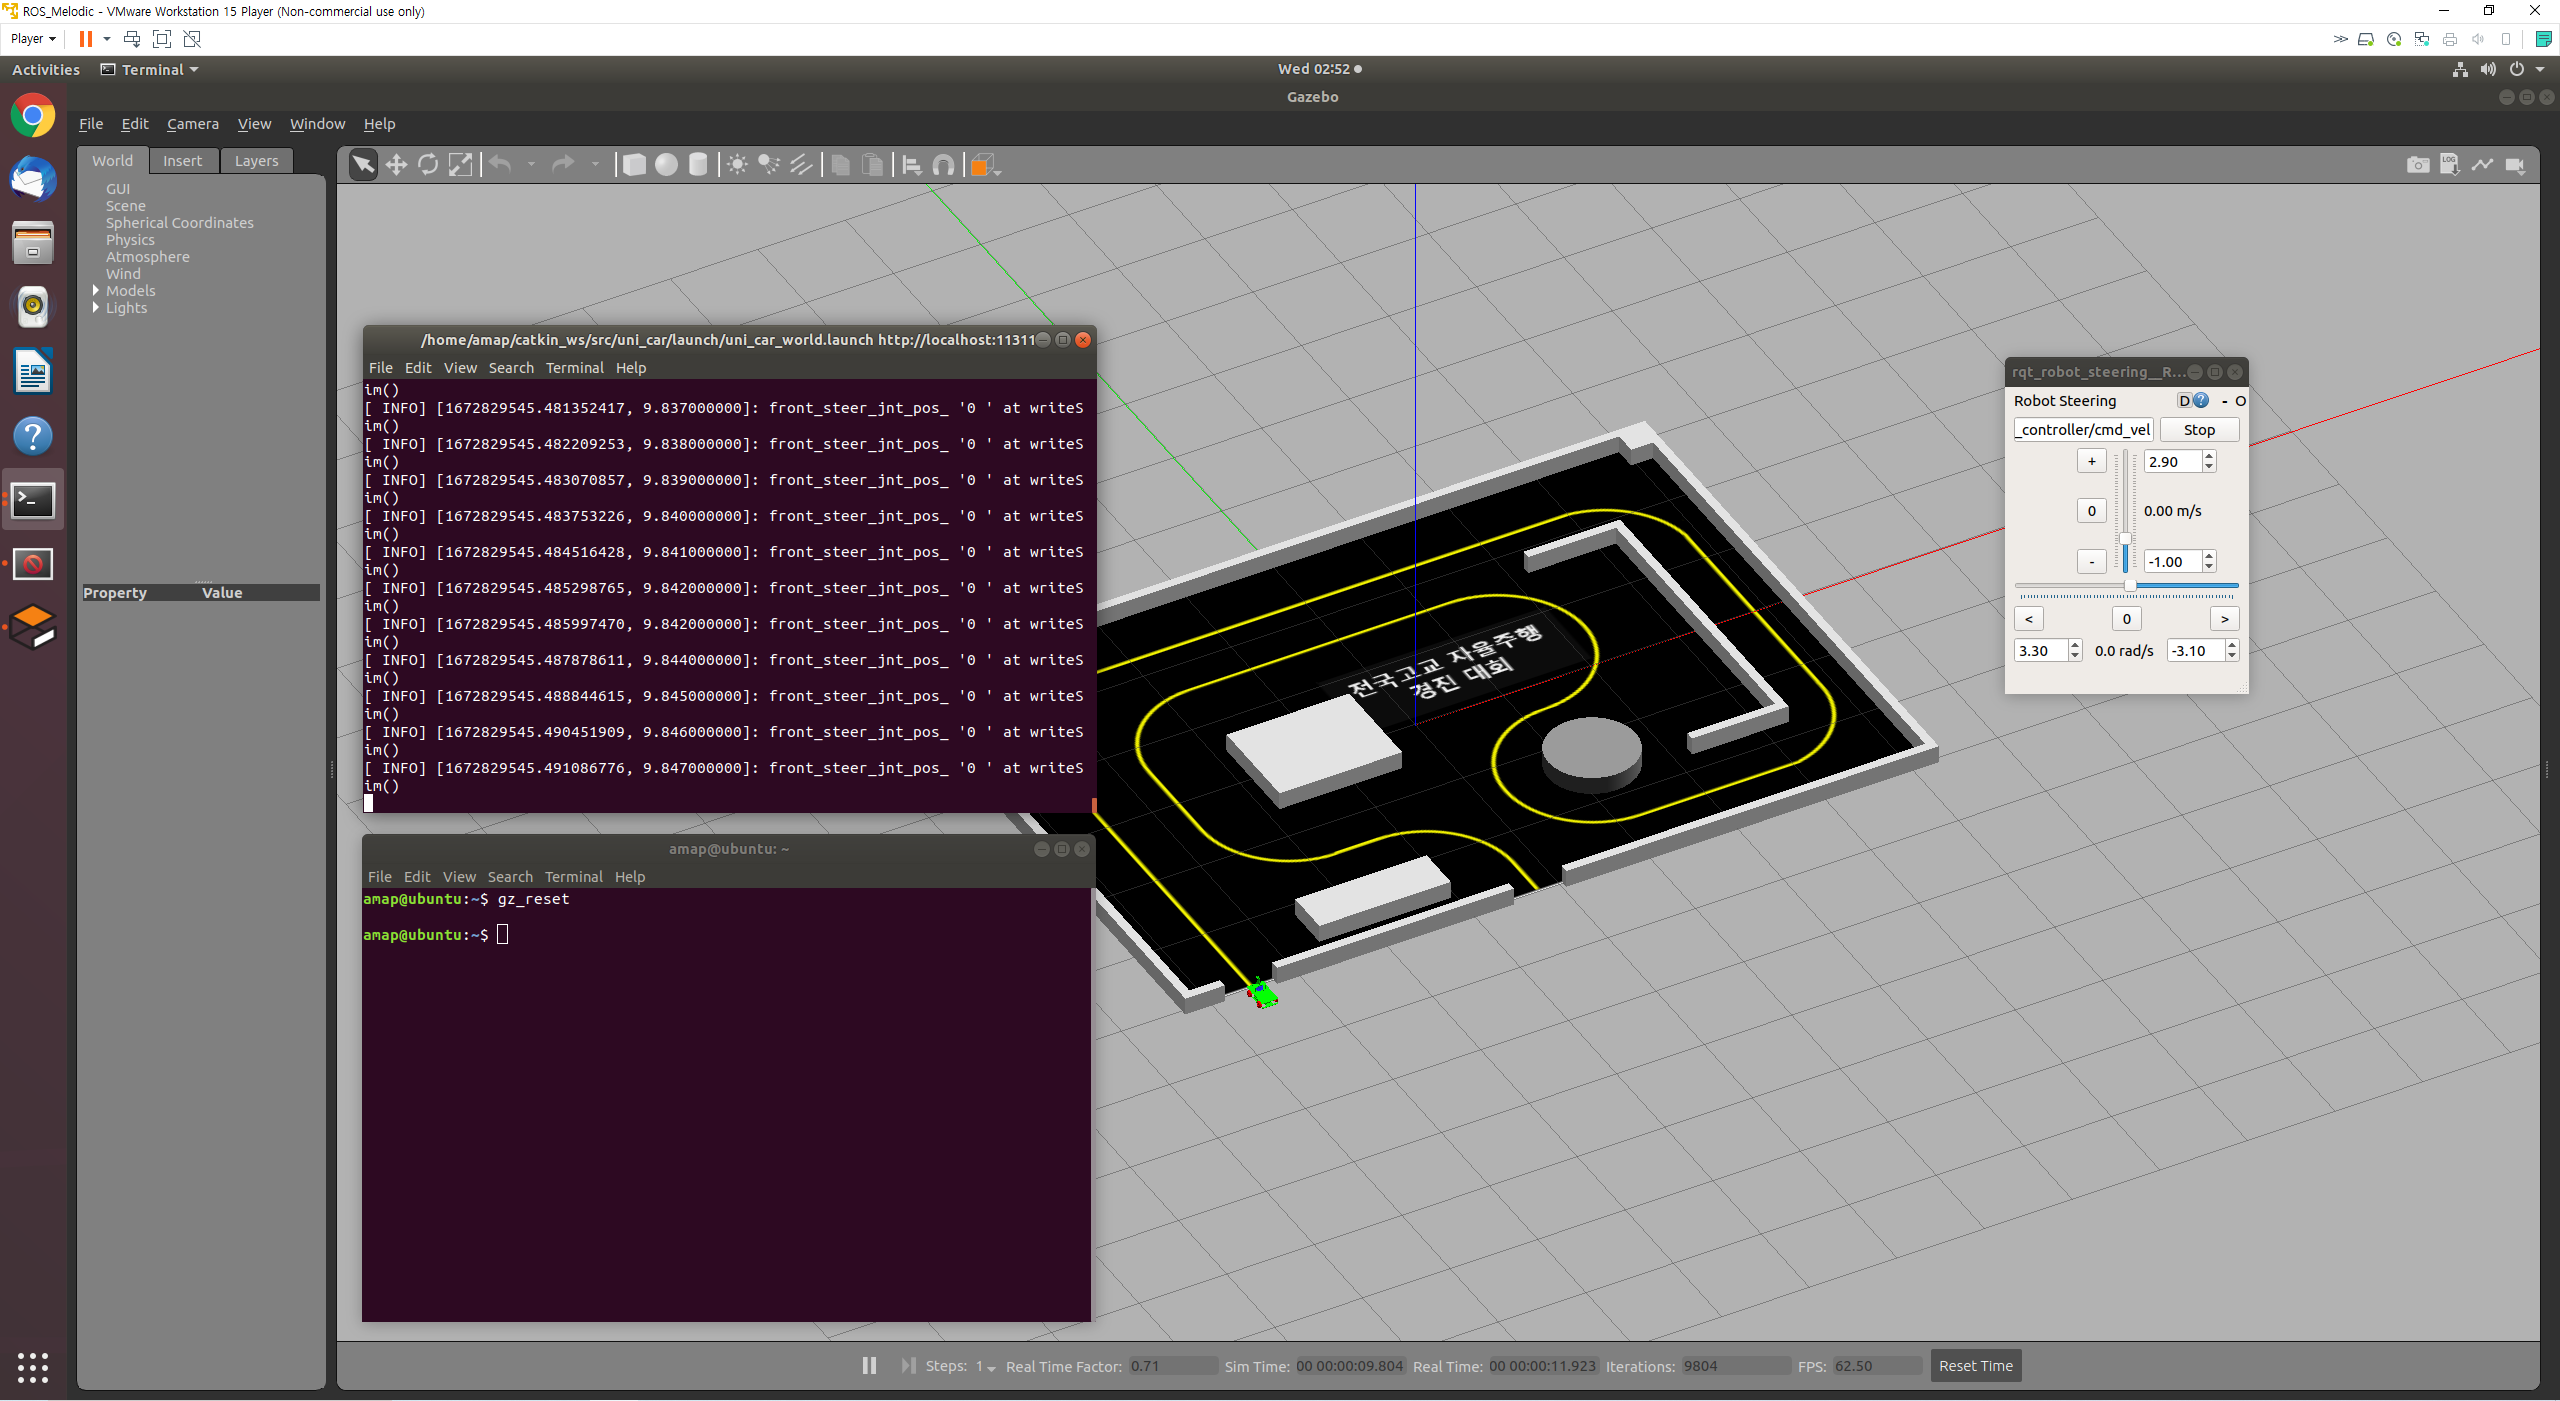 ROS_Melodic - VMware Workstation 15 Player (Non-commercial use only)
Player
Activities
Terminal
Wed 02:52
Gazebo
File Edit Camera View Window Help
World Insert Layers
GUI
Scene
Spherical Coordinates
Physics
Atmosphere
Wind
Models
Lights
Property Value
LOG
/home/amap/catkin_ws/src/uni_car/launch/uni_car_world.launch http://localhost:11311
File Edit View Search Terminal Help
im()
[ INFO] [1672829545.481352417, 9.837000000]: front_steer_jnt_pos_ '0 ' at writeS
im()
[ INFO] [1672829545.482209253, 9.838000000]: front_steer_jnt_pos_ '0 ' at writeS
im()
[ INFO] [1672829545.483070857, 9.839000000]: front_steer_jnt_pos_ '0 ' at writeS
im()
[ INFO] [1672829545.483753226, 9.840000000]: front_steer_jnt_pos_ '0 ' at writeS
im()
[ INFO] [1672829545.484516428, 9.841000000]: front_steer_jnt_pos_ '0 ' at writeS
im()
[ INFO] [1672829545.485298765, 9.842000000]: front_steer_jnt_pos_ '0 ' at writeS
im()
[ INFO] [1672829545.485997470, 9.842000000]: front_steer_jnt_pos_ '0 ' at writeS
im()
[ INFO] [1672829545.487878611, 9.844000000]: front_steer_jnt_pos_ '0 ' at writeS
im()
[ INFO] [1672829545.488844615, 9.845000000]: front_steer_jnt_pos_ '0 ' at writeS
im()
[ INFO] [1672829545.490451909, 9.846000000]: front_steer_jnt_pos_ '0 ' at writeS
im()
[ INFO] [1672829545.491086776, 9.847000000]: front_steer_jnt_pos_ '0 ' at writeS
im()
amap@ubuntu: ~
File Edit View Search Terminal Help
amap@ubuntu:~$ gz_reset
amap@ubuntu:~$
전국고교 자율주행
경진 대회
rqt_robot_steering__R...
Robot Steering D ? - O
_controller/cmd_vel Stop
+ 2.90
0 0.00 m/s
- -1.00
< 0 >
3.30 0.0 rad/s -3.10
Steps: 1 Real Time Factor: 0.71 Sim Time: 00 00:00:09.804 Real Time: 00 00:00:11.923 Iterations: 9804 FPS: 62.50 Reset Time